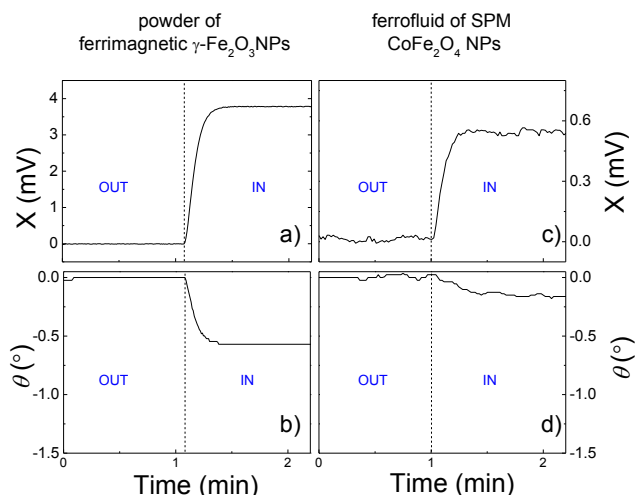 powder of
ferrimagnetic γ-Fe₂O₃NPs
ferrofluid of SPM
CoFe₂O₄ NPs
X (mV)
4
3
2
1
0
OUT
IN
a)
OUT
IN
c)
0.6
0.3
0.0
X (mV)
θ (°)
0.0
-0.5
-1.0
-1.5
OUT
IN
b)
OUT
IN
d)
0.0
-0.5
-1.0
-1.5
θ (°)
0 1 2
0 1 2
Time (min)
Time (min)